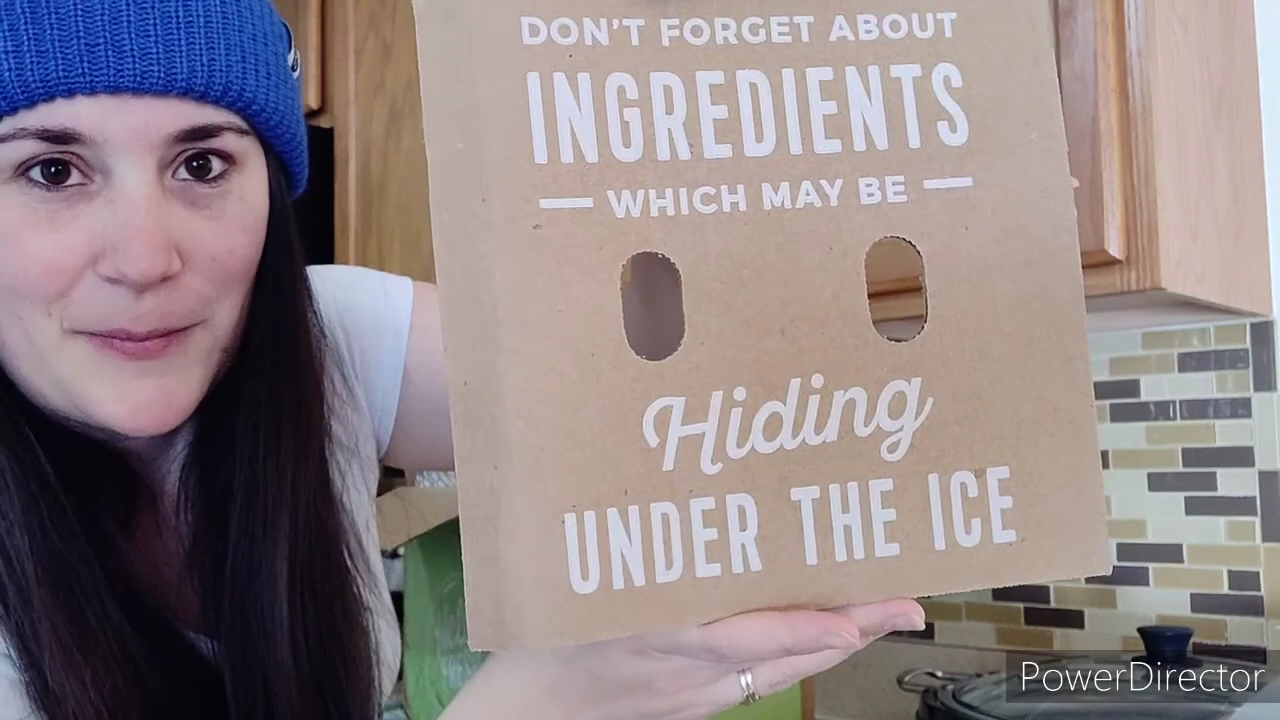 DON'T FORGET ABOUT
INGREDIENTS
WHICH MAY BE
Hiding
UNDER THE ICE
PowerDirector